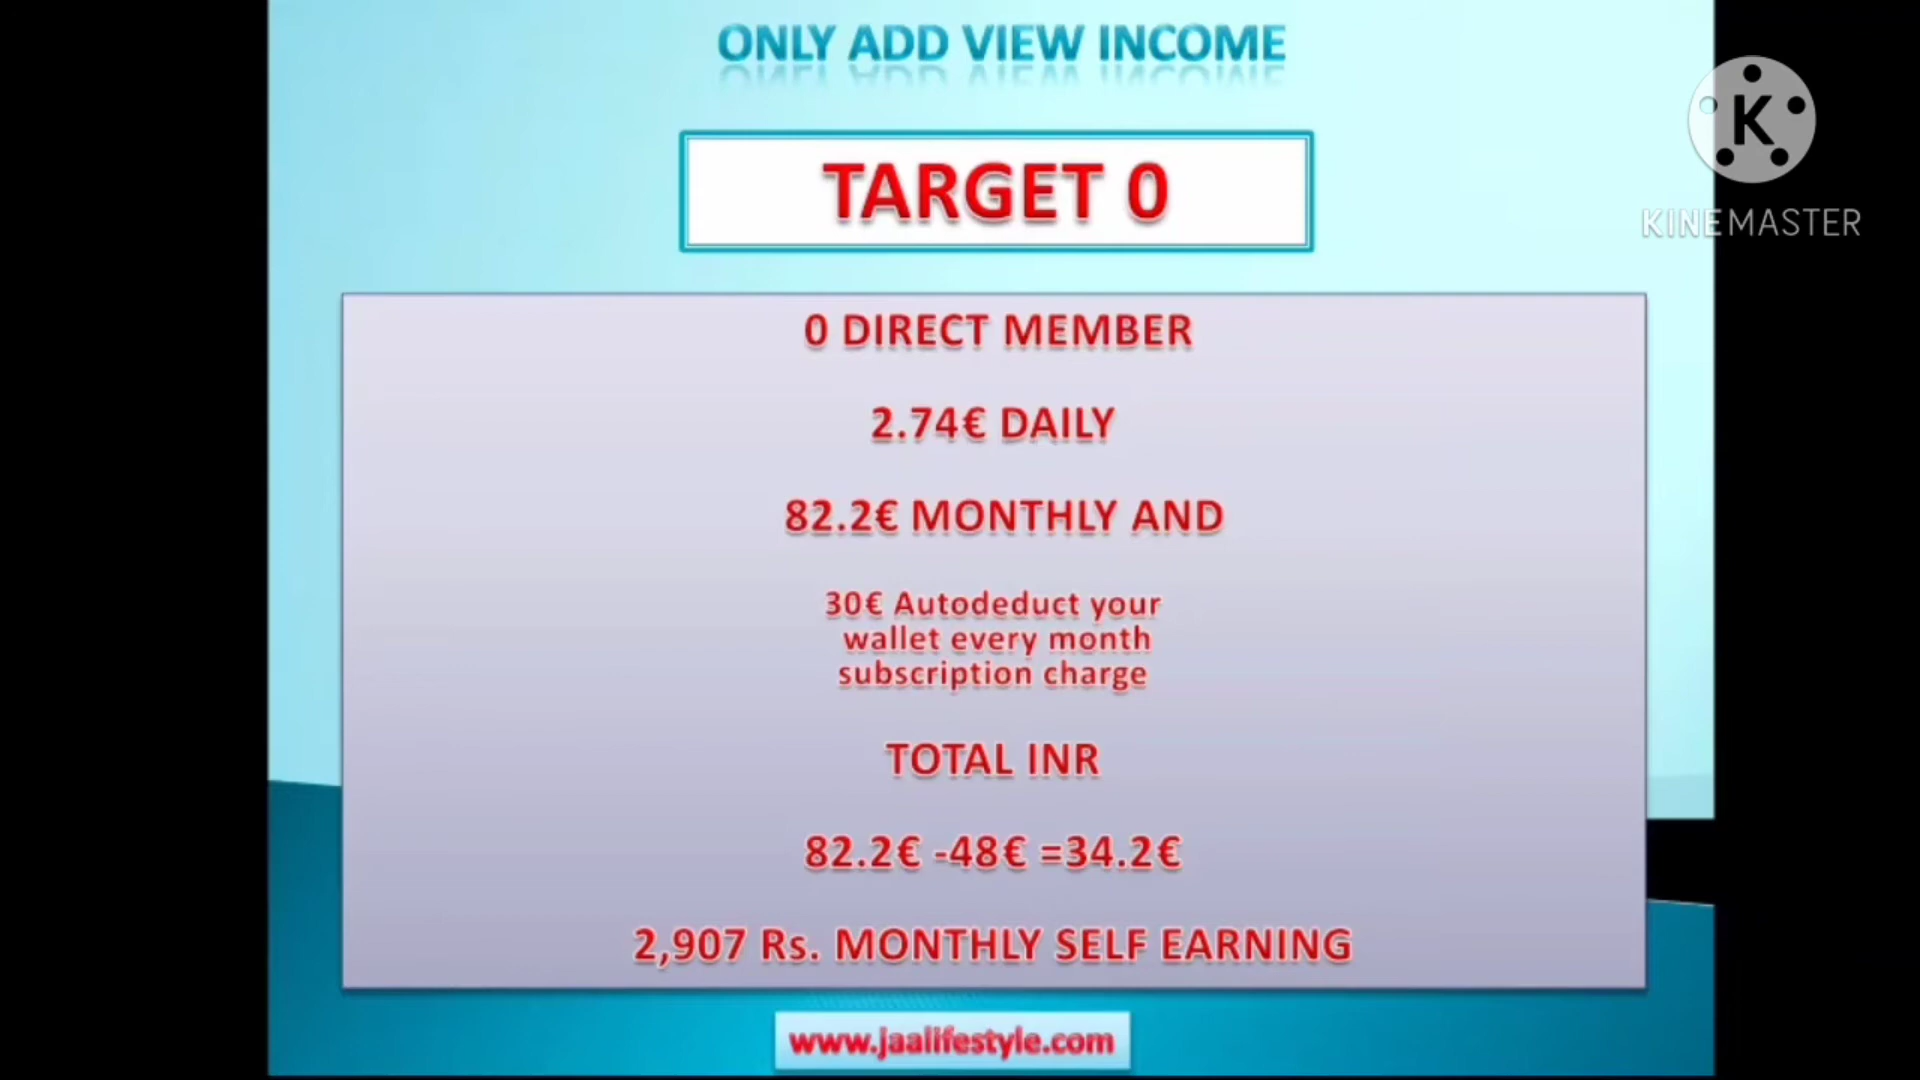 ONLY ADD VIEW INCOME
K
KINEMASTER
TARGET 0
0 DIRECT MEMBER
2.74€ DAILY
82.2€ MONTHLY AND
30€ Autodeduct your
wallet every month
subscription charge
TOTAL INR
82.2€ -48€ =34.2€
2,907 Rs. MONTHLY SELF EARNING
www.jaalifestyle.com